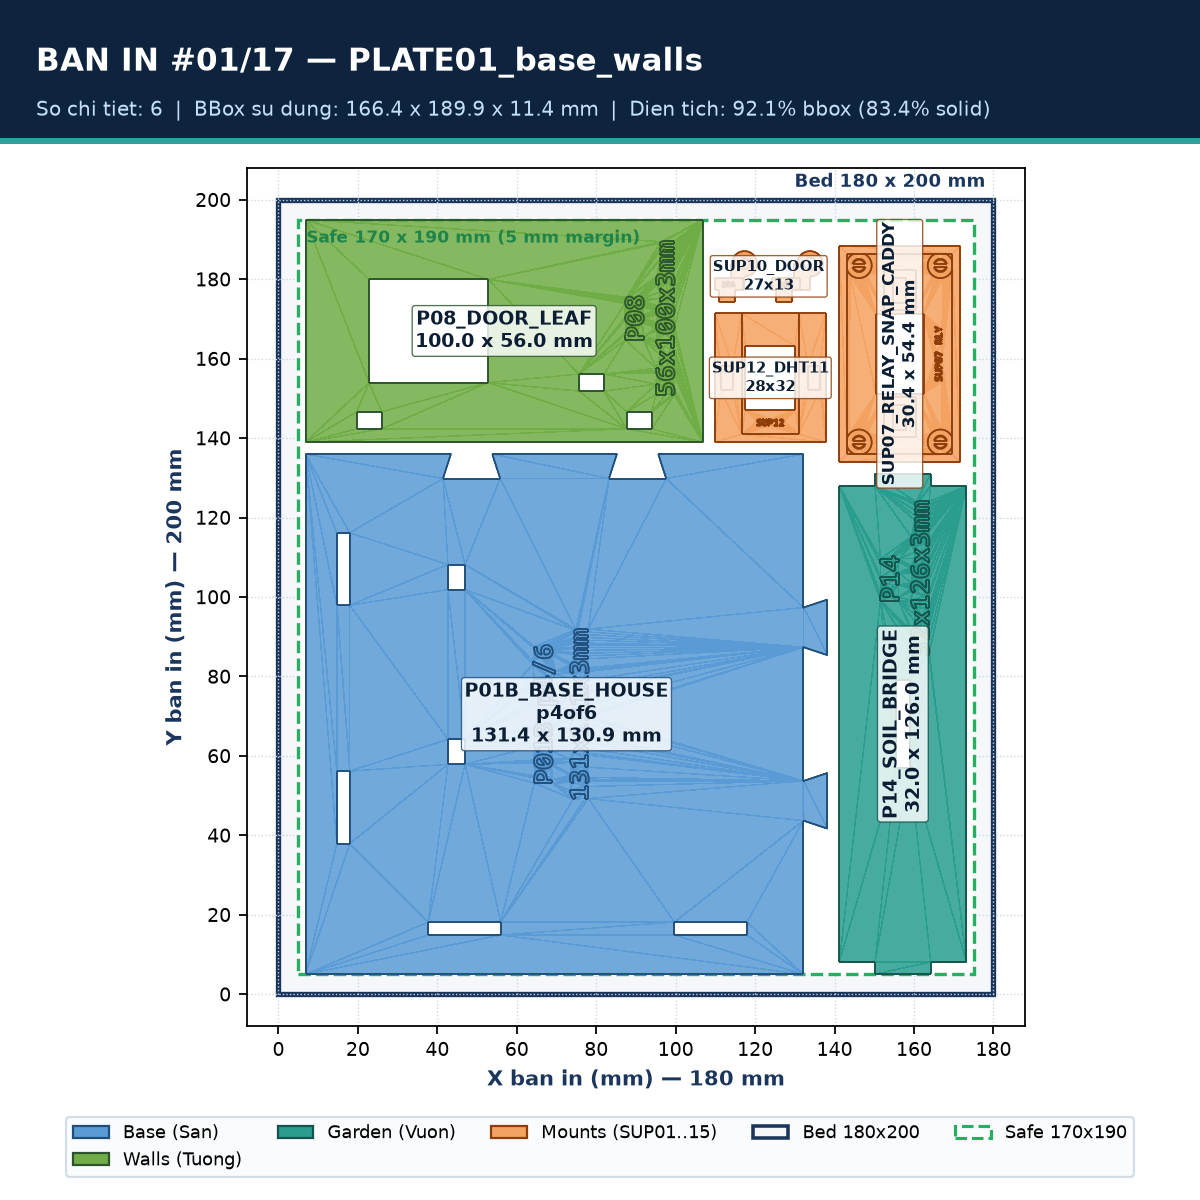 BAN IN #01/17 — PLATE01_base_walls
So chi tiet: 6 | BBox su dung: 166.4 x 189.9 x 11.4 mm | Dien tich: 92.1% bbox (83.4% solid)
Bed 180 x 200 mm
Safe 170 x 190 mm (5 mm margin)
P08_DOOR_LEAF
100.0 x 56.0 mm
P08
56x100x3mm
SUP10_DOOR
27x13
SUP12_DHT11
28x32
SUP12
SUP07_RELAY_SNAP_CADDY
30.4 x 54.4 mm
SUP07 RLY
P01B_BASE_HOUSE
p4of6
131.4 x 130.9 mm
P14
x126x3mm
P14_SOIL_BRIDGE
32.0 x 126.0 mm
200
180
160
140
120
100
80
60
40
20
0
Y ban in (mm) — 200 mm
0 20 40 60 80 100 120 140 160 180
X ban in (mm) — 180 mm
Base (San)
Garden (Vuon)
Mounts (SUP01..15)
Bed 180x200
Safe 170x190
Walls (Tuong)